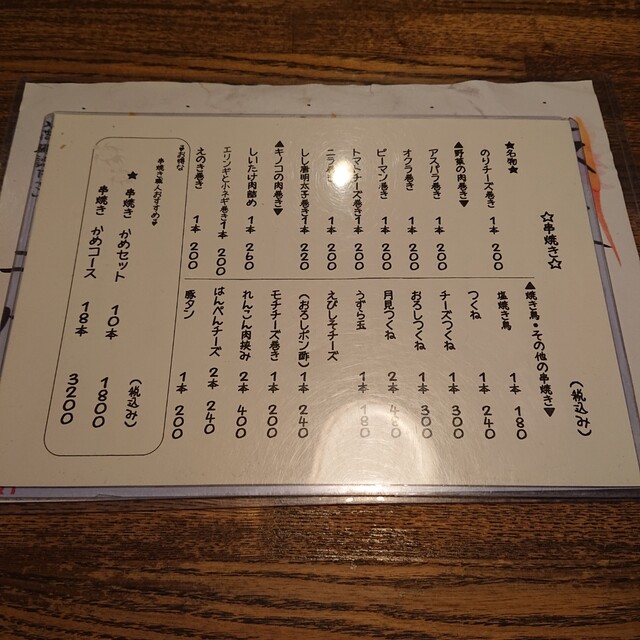 ☆串焼き☆
(税込み)
★名物★
のりチーズ巻き 1本 200
▲野菜の肉巻き▼
アスパラ巻き 1本 200
オクラ巻き 1本 200
ピーマン巻き 1本 200
トマトチーズ巻き 1本 200
ニラ巻き 1本 200
しし唐明太子巻き 1本 220
▲キノコの肉巻き▼
しいたけ肉詰め 1本 260
エリンギと小ネギ巻き 1本 200
えのき巻き 1本 200
▲焼き鳥・その他の串焼き▼
塩焼き鳥 1本 180
つくね 1本 240
チーズつくね 1本 300
おろしつくね 1本 300
月見つくね 2本 480
うずら玉 1本 180
えびしそチーズ
(おろしポン酢) 1本 240
モチチーズ巻き 1本 200
れんこん肉挟み 2本 400
はんぺんチーズ 2本 240
豚タン 1本 200
お得な
串焼き職人おすすめ
★ 串焼き かめセット 10本 1800
串焼き かめコース 18本 3200
(税込み)